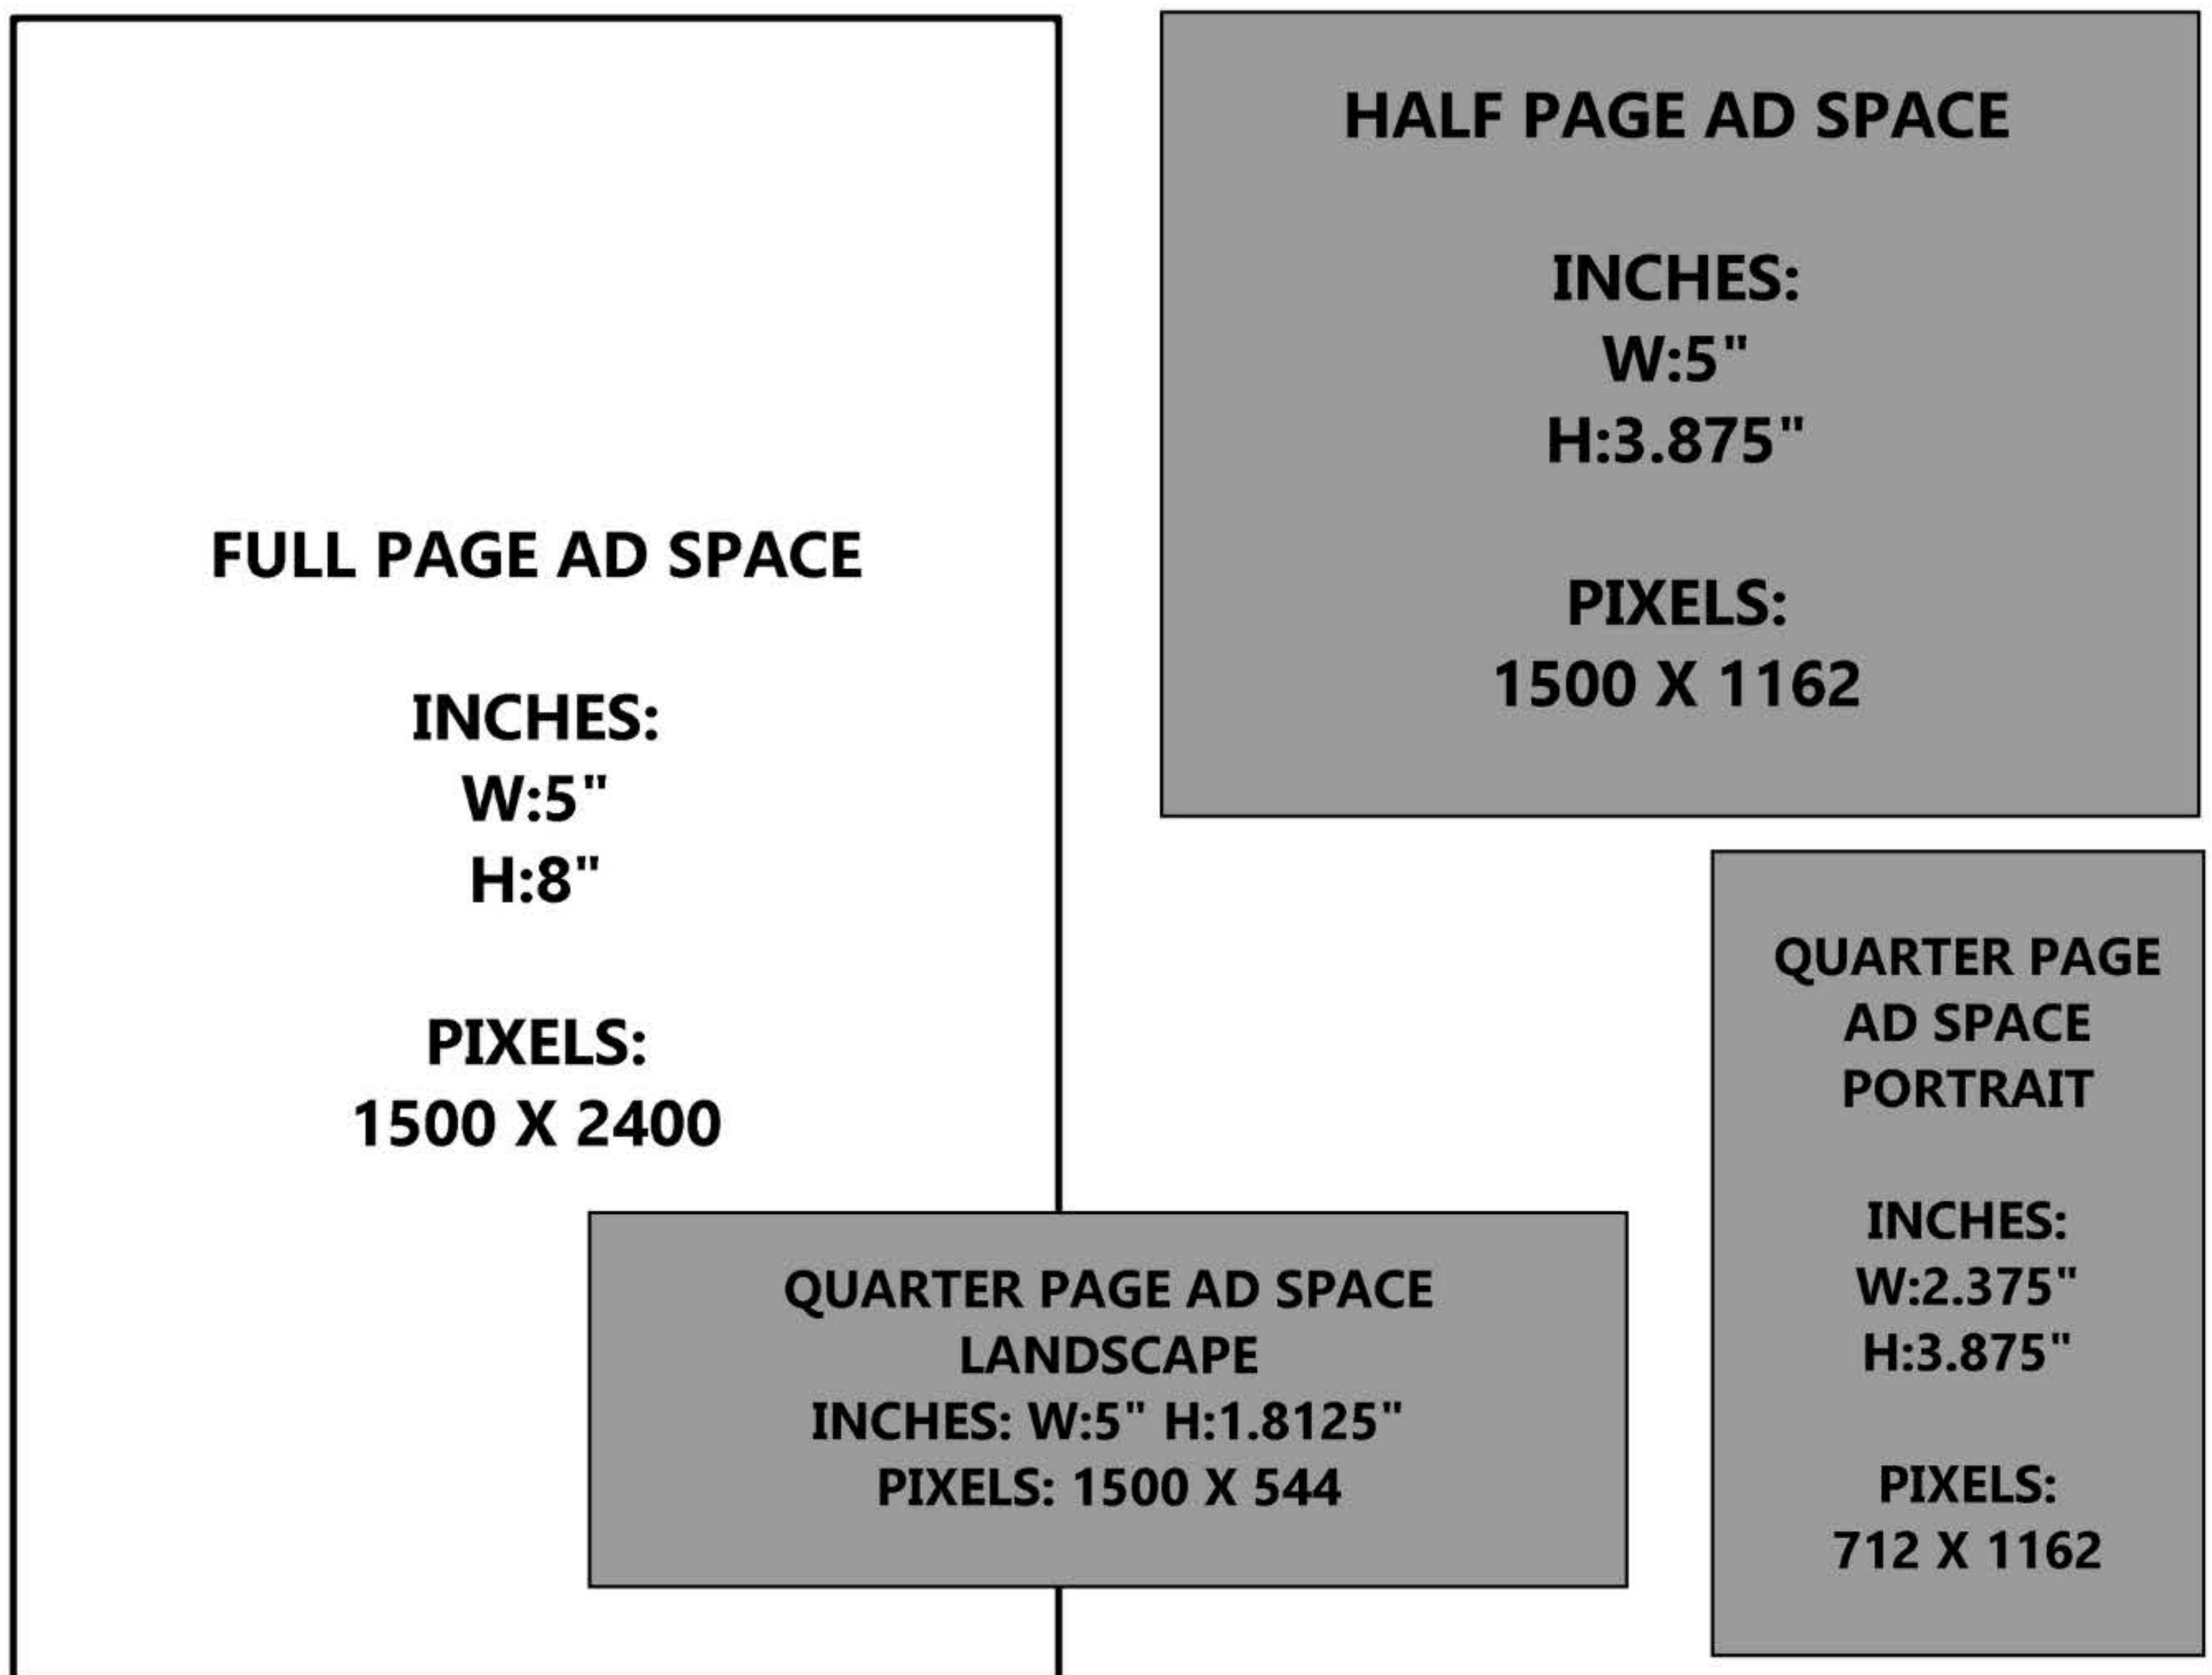 FULL PAGE AD SPACE
INCHES:
W:5"
H:8"
PIXELS:
1500 X 2400
HALF PAGE AD SPACE
INCHES:
W:5"
H:3.875"
PIXELS:
1500 X 1162
QUARTER PAGE AD SPACE
LANDSCAPE
INCHES: W:5" H:1.8125"
PIXELS: 1500 X 544
QUARTER PAGE
AD SPACE
PORTRAIT
INCHES:
W:2.375"
H:3.875"
PIXELS:
712 X 1162